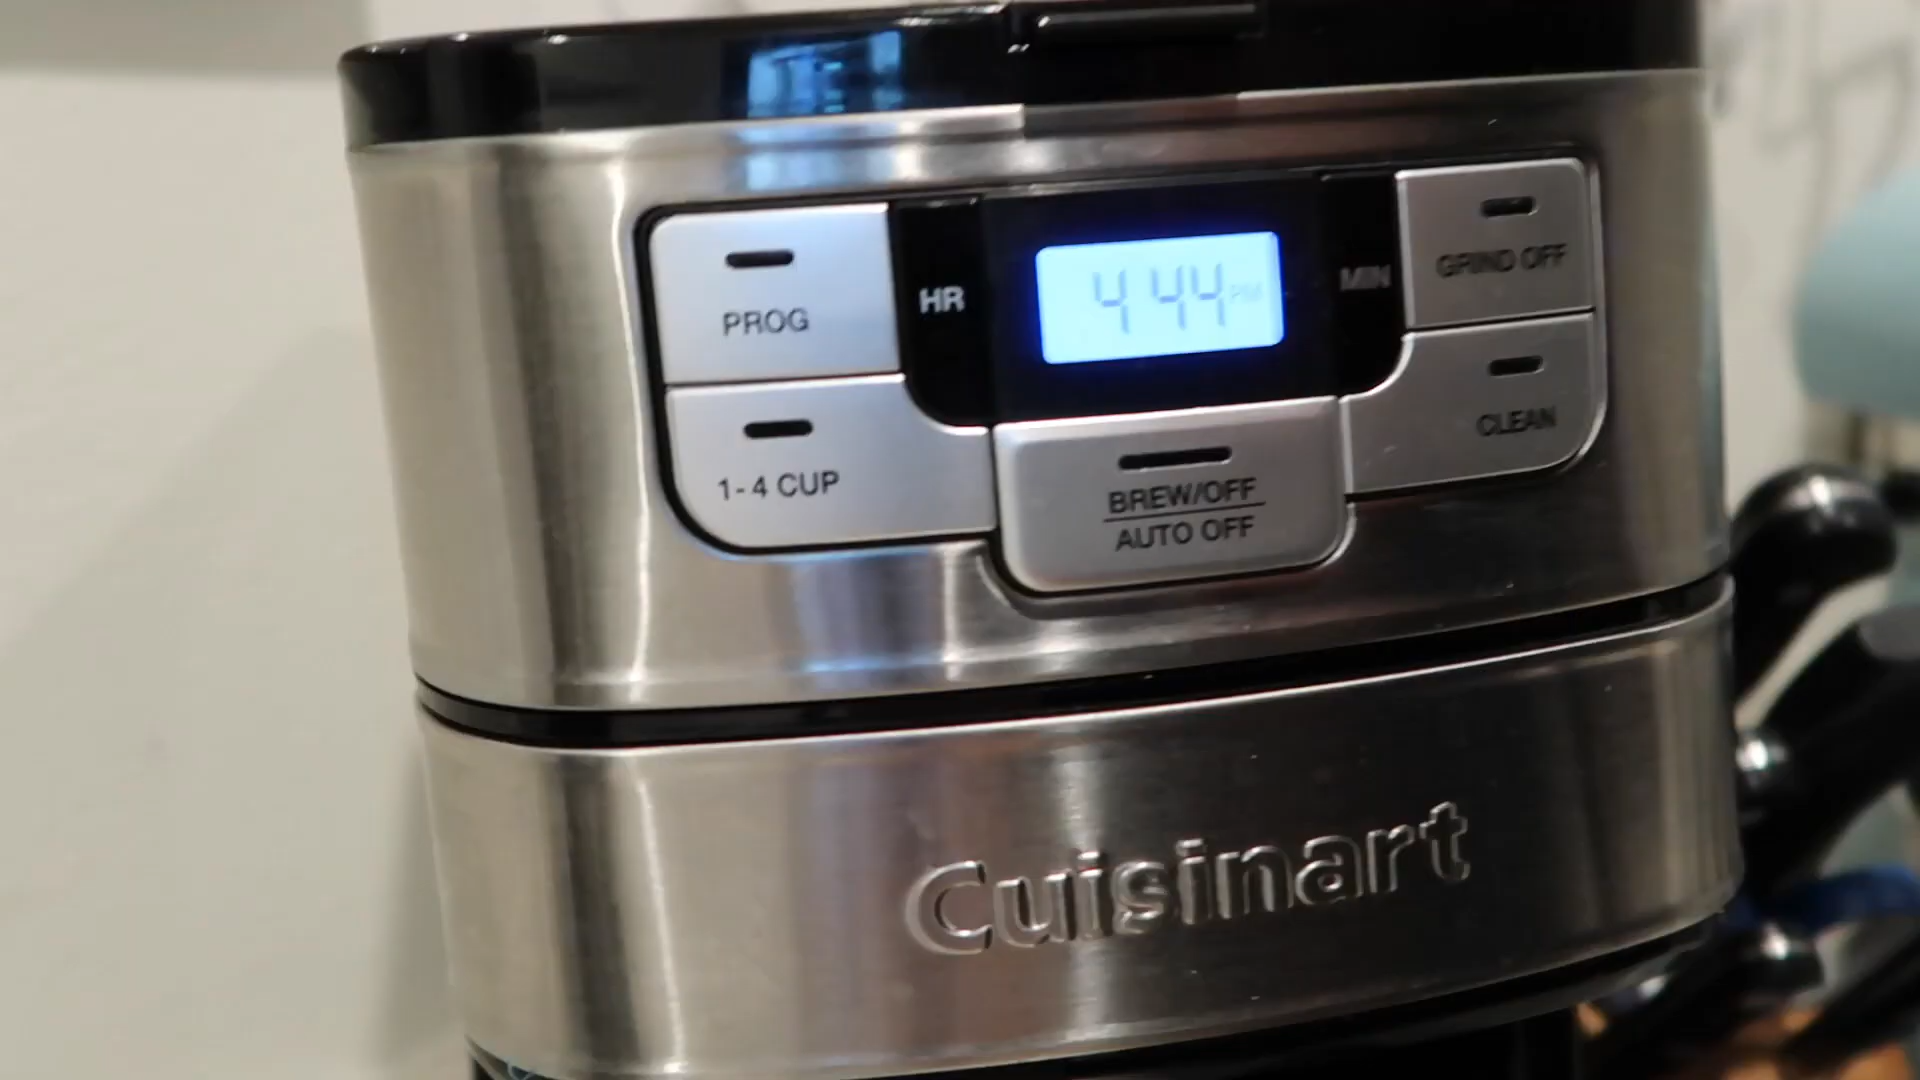 PROG
HR
4 44 PM
MIN
GRIND OFF
1-4 CUP
BREW/OFF
AUTO OFF
CLEAN
Cuisinart